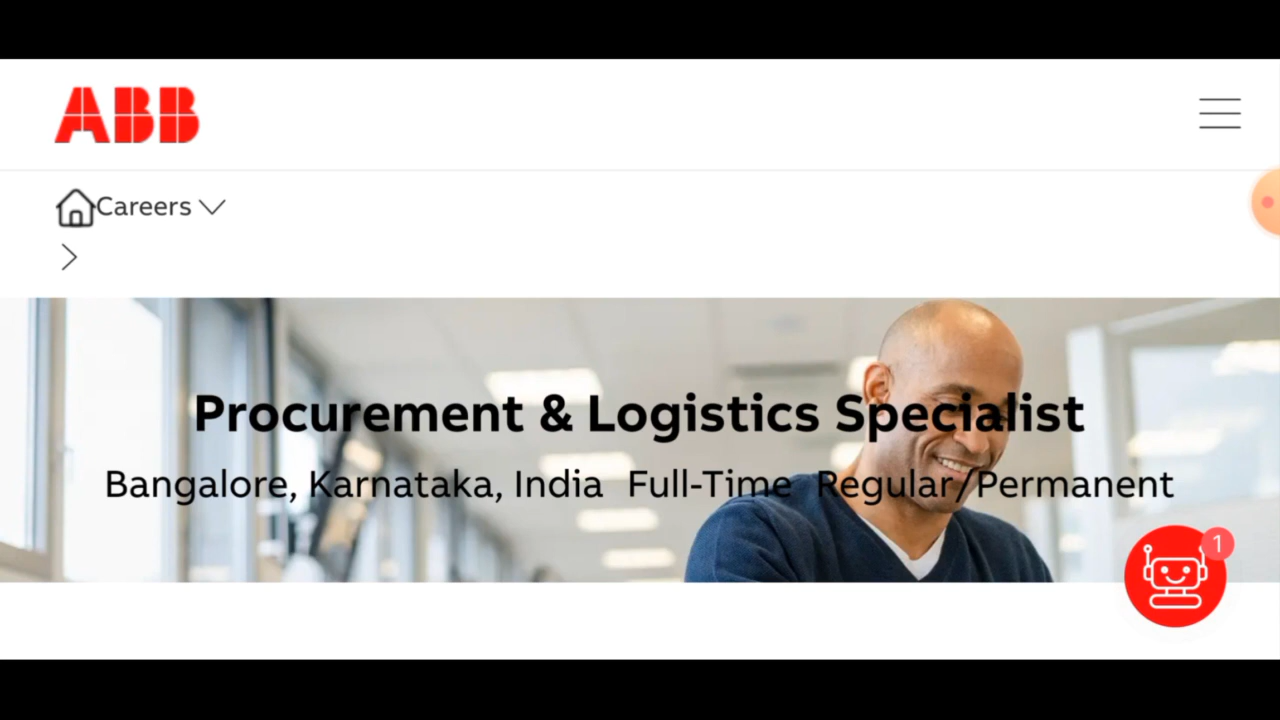 ABB
Careers
Procurement & Logistics Specialist
Bangalore, Karnataka, India Full-Time Regular/Permanent
1